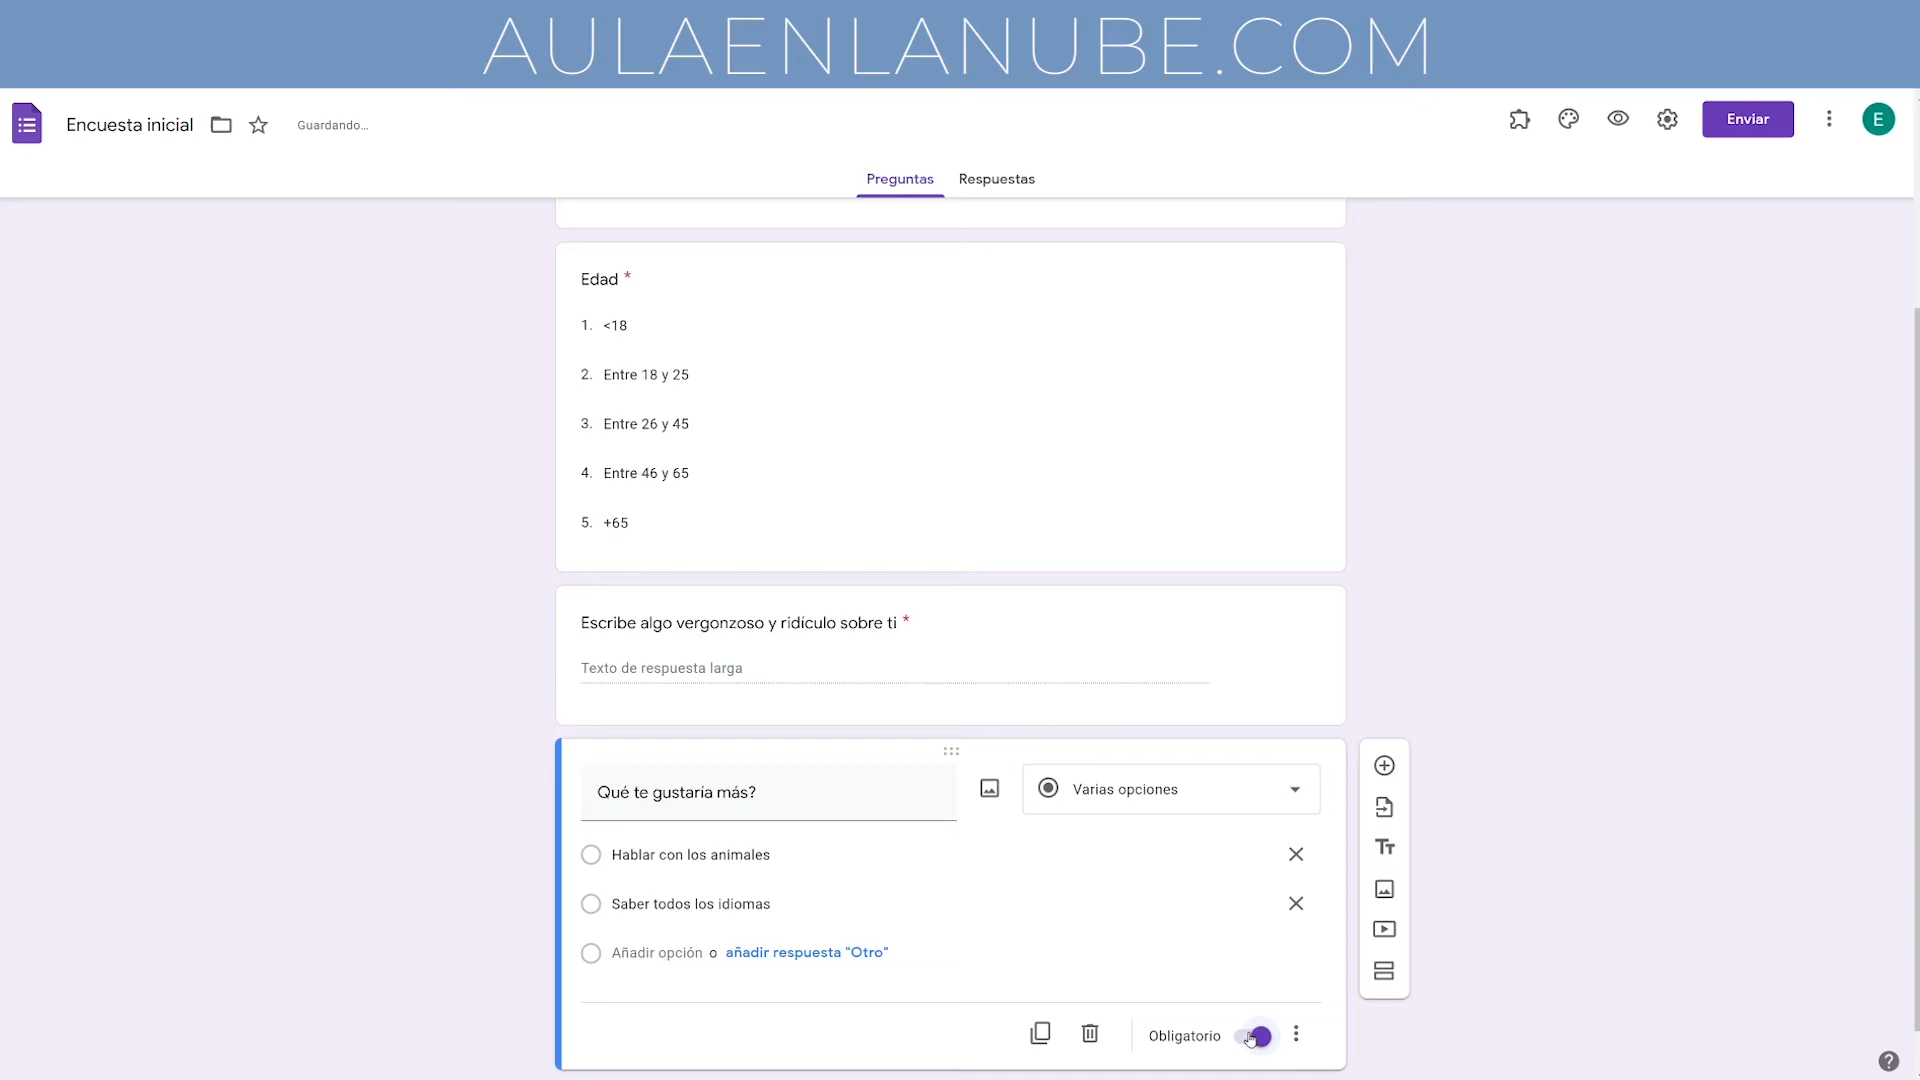 AULAENLANUBE.COM
Encuesta inicial
Guardando...
Enviar
E
Preguntas
Respuestas
Edad *
1. <18
2. Entre 18 y 25
3. Entre 26 y 45
4. Entre 46 y 65
5. +65
Escribe algo vergonzoso y ridículo sobre ti *
Texto de respuesta larga
Qué te gustaría más?
Varias opciones
Hablar con los animales
Saber todos los idiomas
Añadir opción o añadir respuesta "Otro"
Tт
Obligatorio
?